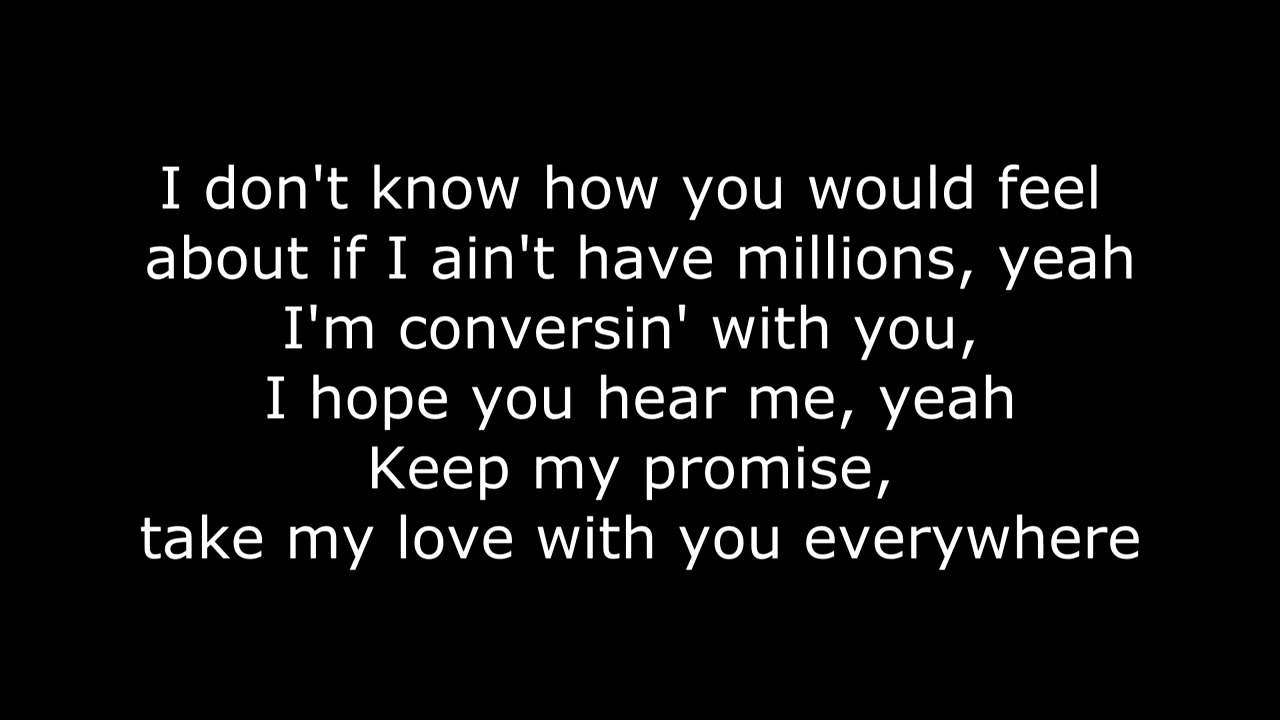 I don't know how you would feel
about if I ain't have millions, yeah
I'm conversin' with you,
I hope you hear me, yeah
Keep my promise,
take my love with you everywhere